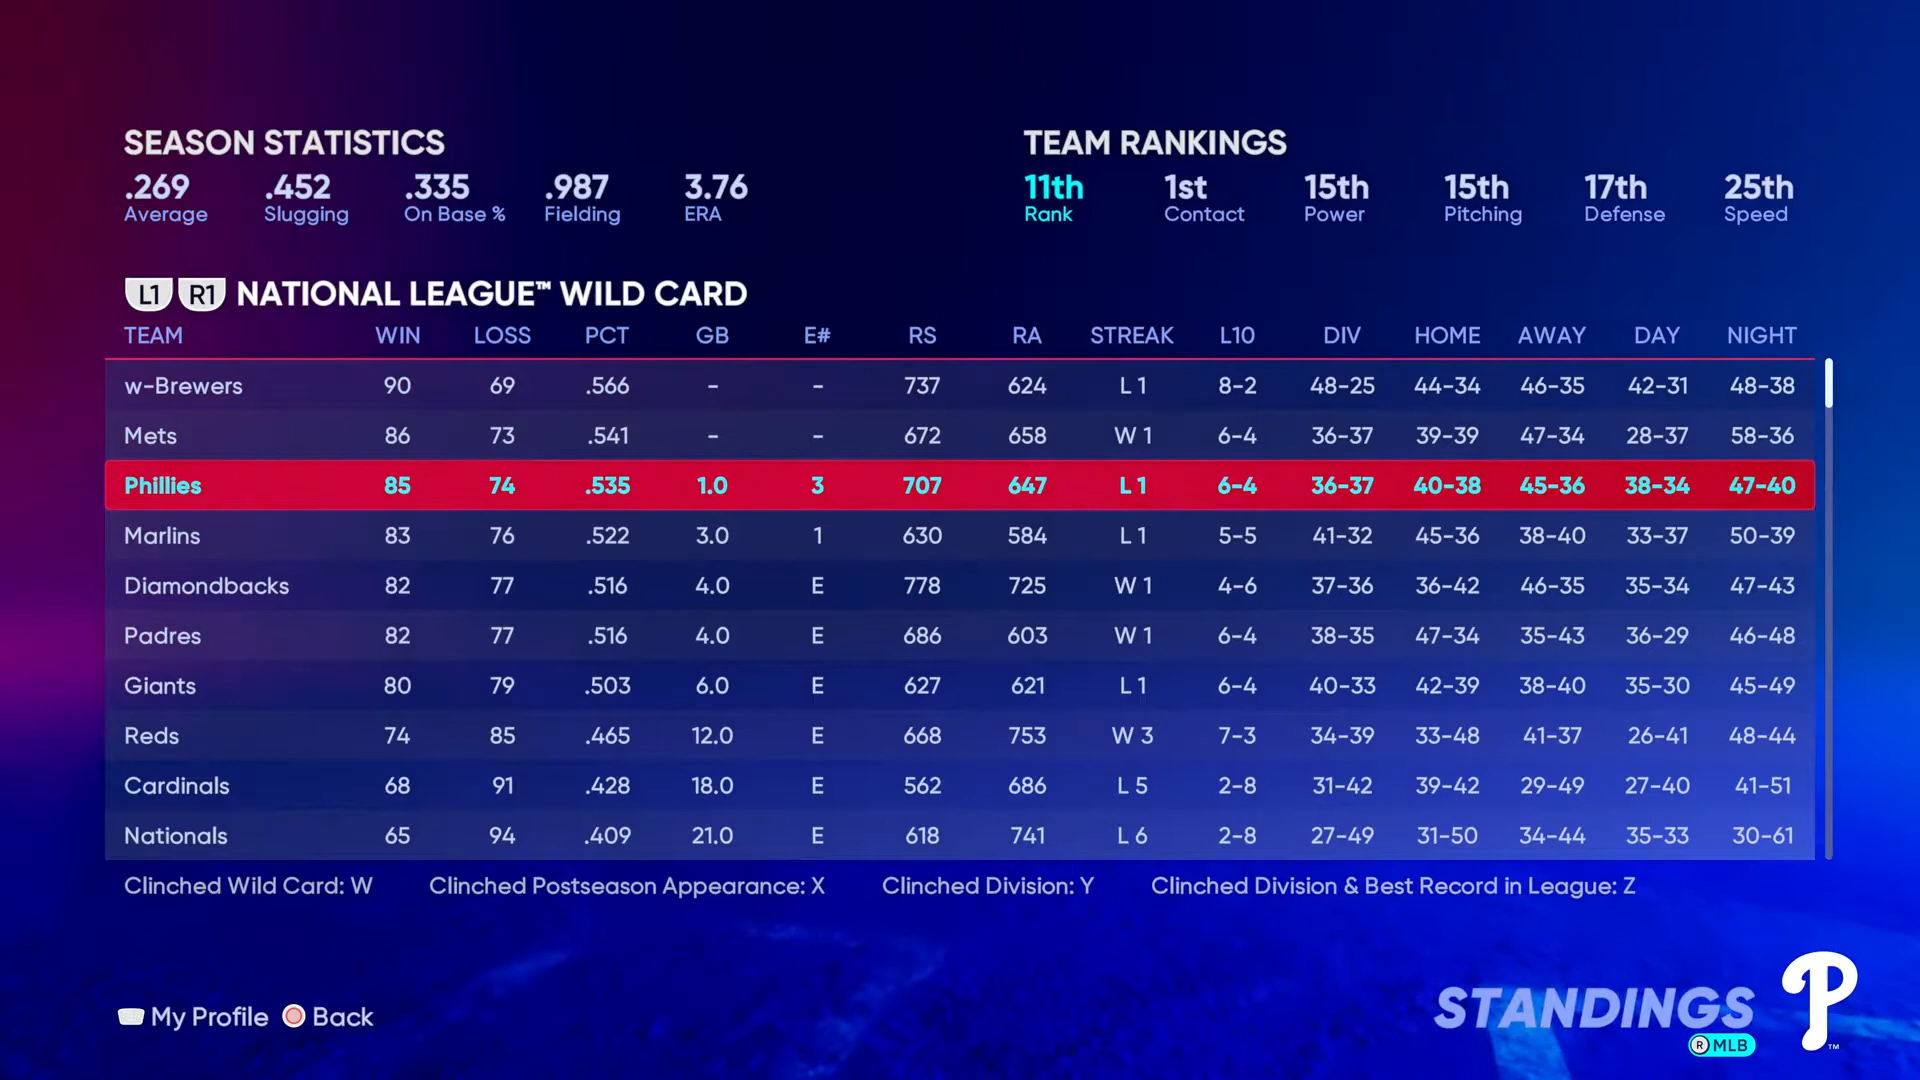 SEASON STATISTICS
.269 .452 .335 .987 3.76
Average Slugging On Base % Fielding ERA
TEAM RANKINGS
11th 1st 15th 15th 17th 25th
Rank Contact Power Pitching Defense Speed
L1 R1 NATIONAL LEAGUE™ WILD CARD
TEAM WIN LOSS PCT GB E# RS RA STREAK L10 DIV HOME AWAY DAY NIGHT
w-Brewers 90 69 .566 - - 737 624 L 1 8-2 48-25 44-34 46-35 42-31 48-38
Mets 86 73 .541 - - 672 658 W 1 6-4 36-37 39-39 47-34 28-37 58-36
Phillies 85 74 .535 1.0 3 707 647 L 1 6-4 36-37 40-38 45-36 38-34 47-40
Marlins 83 76 .522 3.0 1 630 584 L 1 5-5 41-32 45-36 38-40 33-37 50-39
Diamondbacks 82 77 .516 4.0 E 778 725 W 1 4-6 37-36 36-42 46-35 35-34 47-43
Padres 82 77 .516 4.0 E 686 603 W 1 6-4 38-35 47-34 35-43 36-29 46-48
Giants 80 79 .503 6.0 E 627 621 L 1 6-4 40-33 42-39 38-40 35-30 45-49
Reds 74 85 .465 12.0 E 668 753 W 3 7-3 34-39 33-48 41-37 26-41 48-44
Cardinals 68 91 .428 18.0 E 562 686 L 5 2-8 31-42 39-42 29-49 27-40 41-51
Nationals 65 94 .409 21.0 E 618 741 L 6 2-8 27-49 31-50 34-44 35-33 30-61
Clinched Wild Card: W Clinched Postseason Appearance: X Clinched Division: Y Clinched Division & Best Record in League: Z
My Profile Back
STANDINGS
R MLB
P™